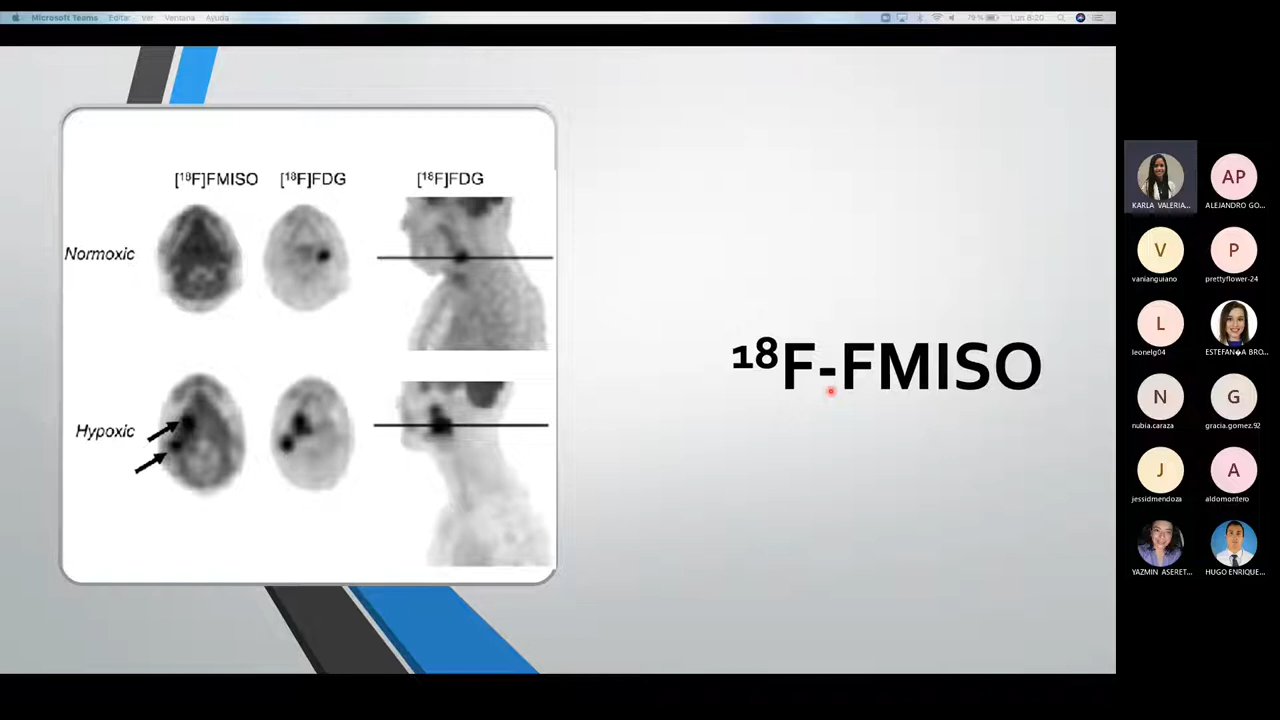 Microsoft Teams Editar Ver Ventana Ayuda
79 % Lun 8:20
[¹⁸F]FMISO [¹⁸F]FDG [¹⁸F]FDG
Normoxic
Hypoxic
¹⁸F-FMISO
KARLA VALERIA...
AP
ALEJANDRO GO...
V
vanianguiano
P
prettyflower-24
L
leonelg04
ESTEFAN�A BRO...
N
nubia.caraza
G
gracia.gomez.92
J
jessidmendoza
A
aldomontero
YAZMIN ASERET...
HUGO ENRIQUE...